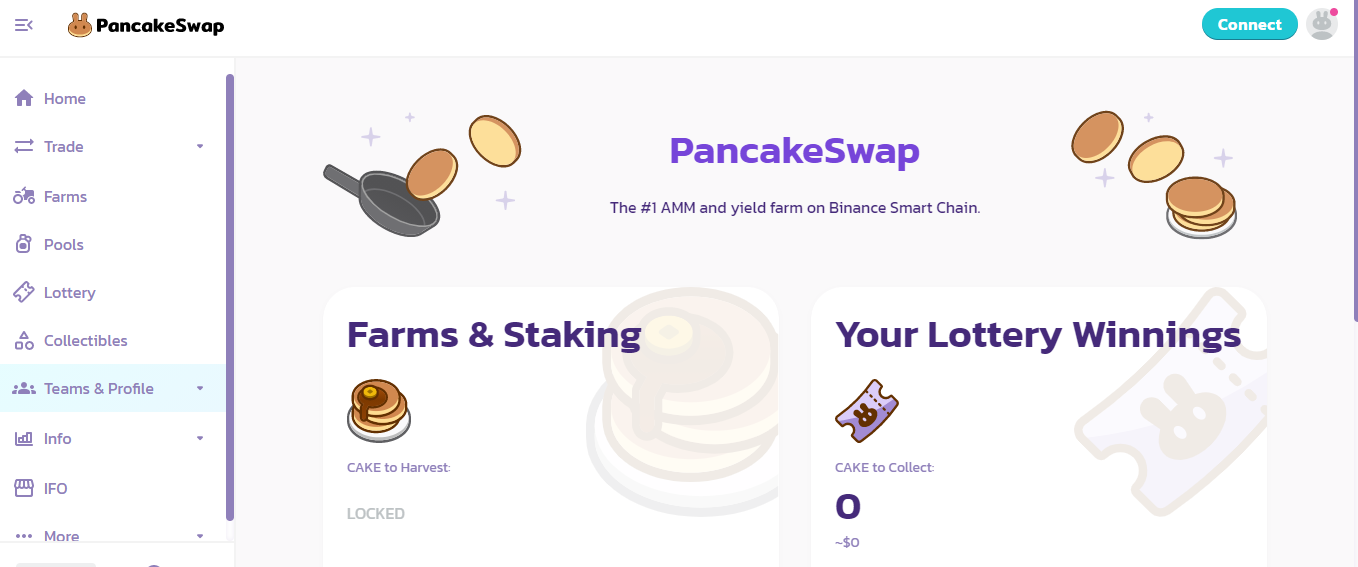 PancakeSwap
Connect
Home
Trade
Farms
Pools
Lottery
Collectibles
Teams & Profile
Info
IFO
More
PancakeSwap
The #1 AMM and yield farm on Binance Smart Chain.
Farms & Staking
CAKE to Harvest:
LOCKED
Your Lottery Winnings
CAKE to Collect:
0
~$0